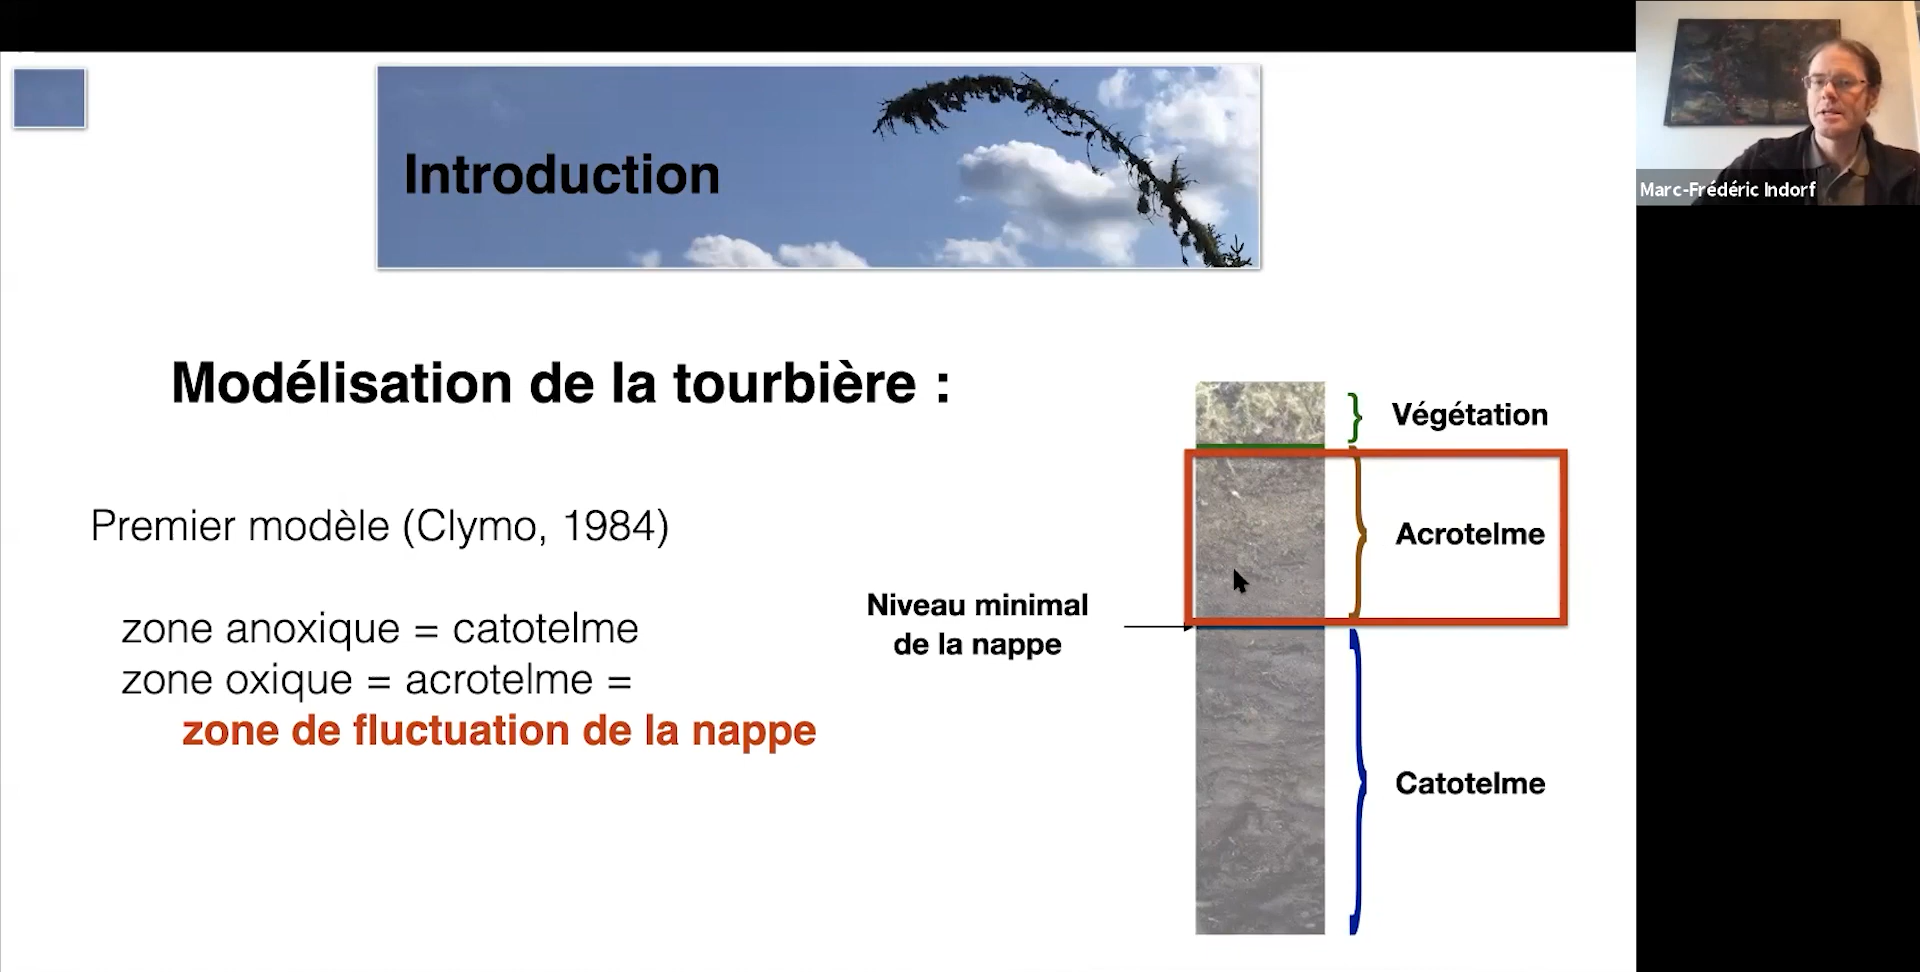 Introduction
Marc-Frédéric Indorf
Modélisation de la tourbière :
Premier modèle (Clymo, 1984)
zone anoxique = catotelme
zone oxique = acrotelme =
zone de fluctuation de la nappe
Niveau minimal
de la nappe
Végétation
Acrotelme
Catotelme